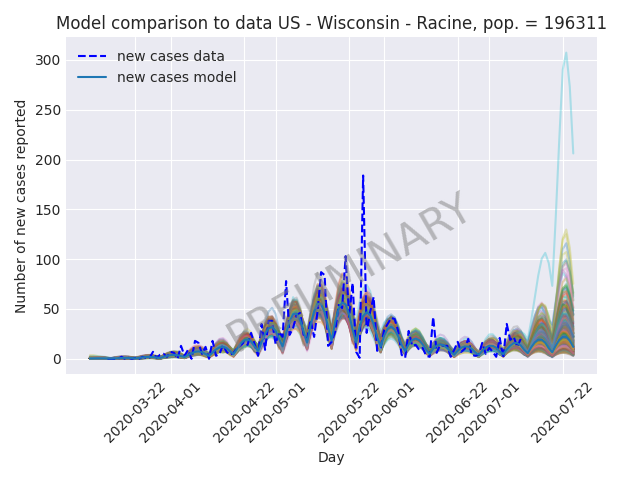 Model comparison to data US - Wisconsin - Racine, pop. = 196311
new cases data
new cases model
Number of new cases reported
300
250
200
150
100
50
0
PRELIMINARY
2020-03-22
2020-04-01
2020-04-22
2020-05-01
2020-05-22
2020-06-01
2020-06-22
2020-07-01
2020-07-22
Day